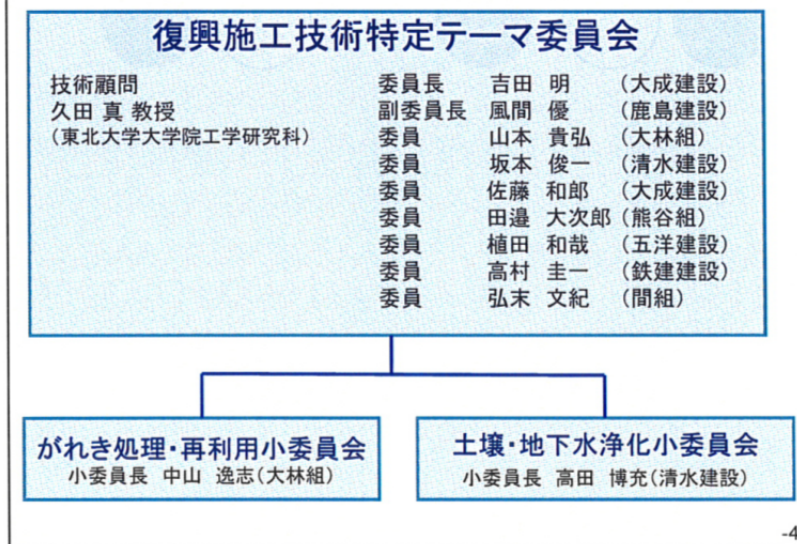 復興施工技術特定テーマ委員会
技術顧問
久田 真 教授
(東北大学大学院工学研究科)
委員長 吉田 明 (大成建設)
副委員長 風間 優 (鹿島建設)
委員 山本 貴弘 (大林組)
委員 坂本 俊一 (清水建設)
委員 佐藤 和郎 (大成建設)
委員 田邉 大次郎 (熊谷組)
委員 植田 和哉 (五洋建設)
委員 高村 圭一 (鉄建建設)
委員 弘末 文紀 (間組)
がれき処理・再利用小委員会
小委員長 中山 逸志(大林組)
土壌・地下水浄化小委員会
小委員長 高田 博充(清水建設)
-4